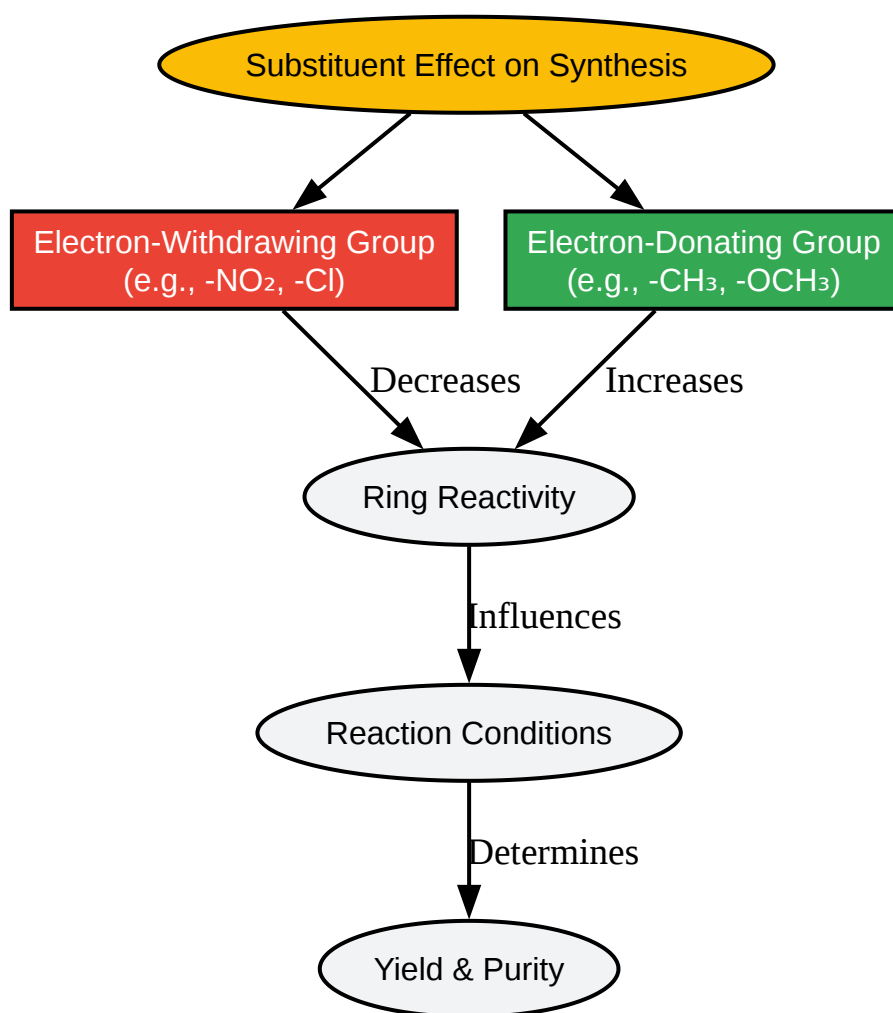 Substituent Effect on Synthesis
Electron-Withdrawing Group
(e.g., -NO₂, -Cl)
Electron-Donating Group
(e.g., -CH₃, -OCH₃)
Decreases
Increases
Ring Reactivity
Influences
Reaction Conditions
Determines
Yield & Purity